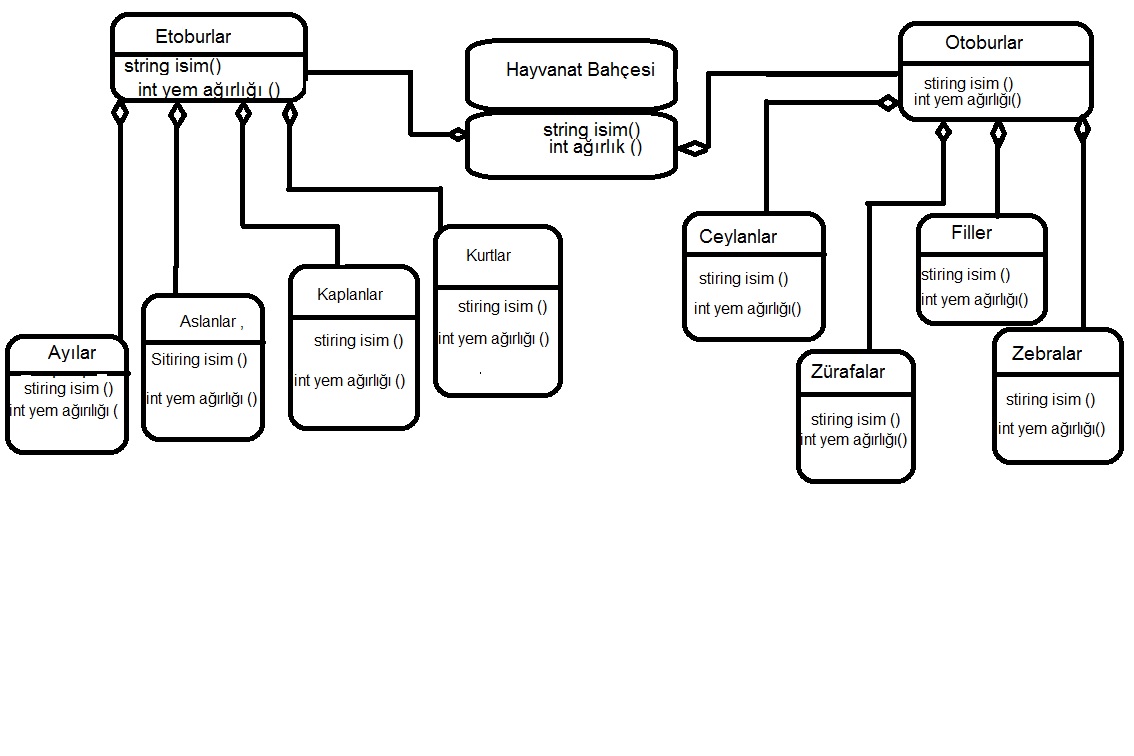 Etoburlar
string isim()
int yem ağırlığı ()
Hayvanat Bahçesi
string isim()
int ağırlık ()
Otoburlar
stiring isim ()
int yem ağırlığı()
Ayılar
stiring isim ()
int yem ağırılığı (
Aslanlar ,
Sitiring isim ()
int yem ağırlığı ()
Kaplanlar
stiring isim ()
int yem ağırlığı ()
Kurtlar
stiring isim ()
int yem ağırlığı ()
.
Ceylanlar
stiring isim ()
int yem ağırlığı()
Zürafalar
stiring isim ()
int yem ağırlığı()
Filler
stiring isim ()
int yem ağırlığı()
Zebralar
stiring isim ()
int yem ağırlığı()